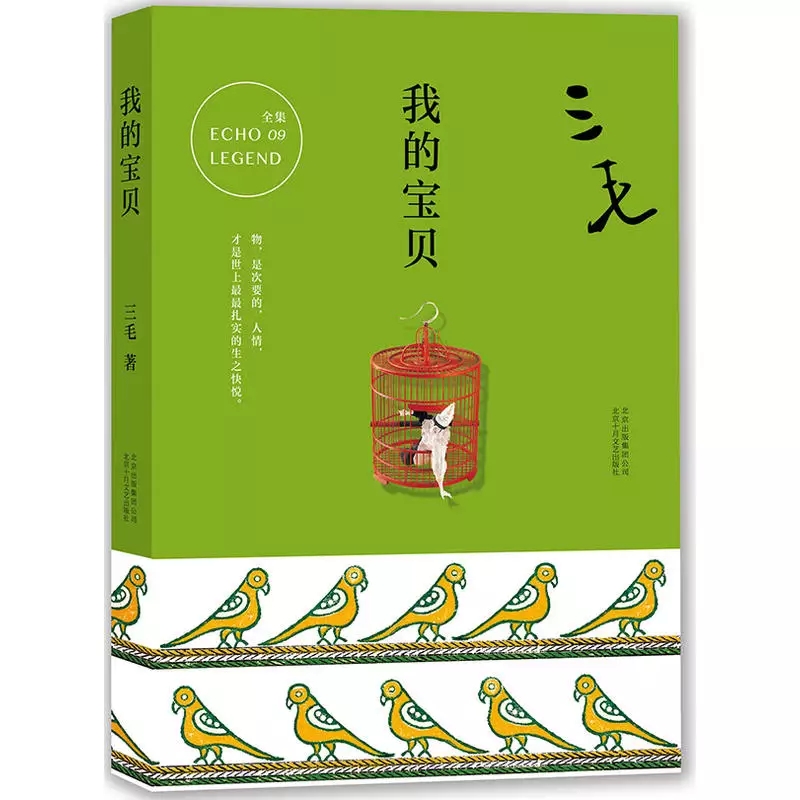 我的宝贝
三毛 著
北京出版集团公司
北京十月文艺出版社
全集
ECHO 09
LEGEND
我的宝贝
三毛
物，是次要的，人情，
才是世上最最扎实的生之快悦。
北京出版集团公司
北京十月文艺出版社